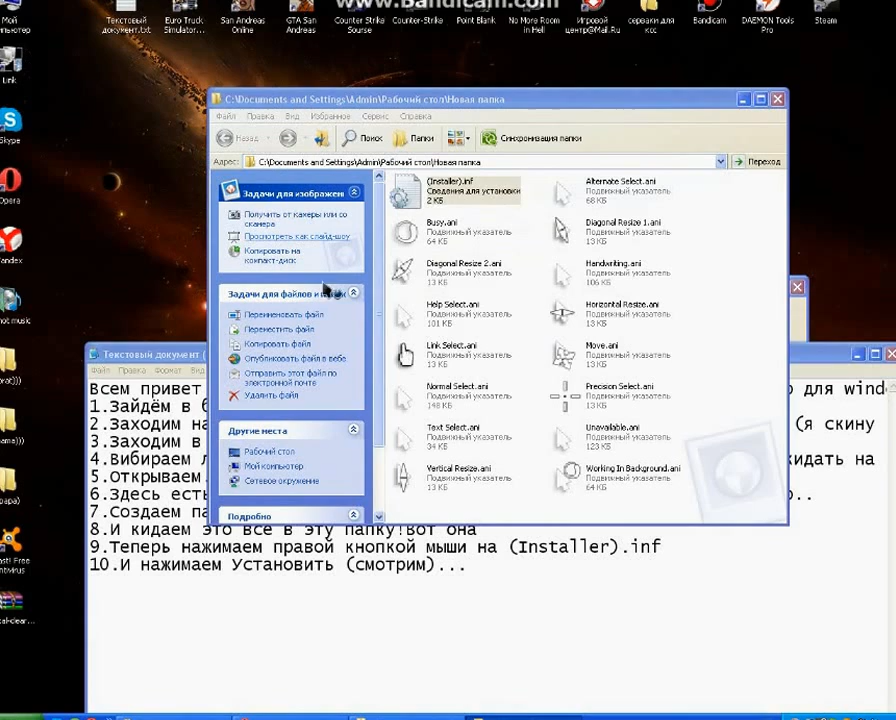 www.Bandicam.com
Мой
компьютер
Текстовый
документ.txt
Euro Truck
Simulator...
San Andreas
Online
GTA San
Andreas
Counter Strike
Sourse
Counter-Strike
Point Blank
No More Room
in Hell
Игровой
центр@Mail.Ru
серваки для
ксс
Bandicam
DAEMON Tools
Pro
Steam
Link
Skype
Opera
Yandex
C:\Documents and Settings\Admin\Рабочий стол\Новая папка
Файл Правка Вид Избранное Сервис Справка
Назад Поиск Папки Синхронизация папки
Адрес: C:\Documents and Settings\Admin\Рабочий стол\Новая папка Переход
Задачи для изображений
Получить от камеры или со
сканера
Просмотреть как слайд-шоу
Копировать на
компакт-диск
Задачи для файлов и
Переименовать файл
Переместить файл
Копировать файл
Опубликовать файл в вебе
Отправить этот файл по
электронной почте
Удалить файл
Другие места
Рабочий стол
Мой компьютер
Сетевое окружение
Подробно
(Installer).inf
Сведения для установки
2 КБ
Alternate Select.ani
Подвижный указатель
68 КБ
Busy.ani
Подвижный указатель
64 КБ
Diagonal Resize 1.ani
Подвижный указатель
13 КБ
Diagonal Resize 2.ani
Подвижный указатель
13 КБ
Handwriting.ani
Подвижный указатель
106 КБ
Help Select.ani
Подвижный указатель
101 КБ
Horizontal Resize.ani
Подвижный указатель
13 КБ
Link Select.ani
Подвижный указатель
13 КБ
Move.ani
Подвижный указатель
13 КБ
Normal Select.ani
Подвижный указатель
148 КБ
Precision Select.ani
Подвижный указатель
13 КБ
Text Select.ani
Подвижный указатель
34 КБ
Unavailable.ani
Подвижный указатель
123 КБ
Vertical Resize.ani
Подвижный указатель
13 КБ
Working In Background.ani
Подвижный указатель
64 КБ
Текстовый документ (
Файл Правка Формат Вид
Всем привет о для wind
1.Зайдём в б
2.Заходим на (я скину
3.Заходим в
4.Вибираем л кидать на
5.Открываем
6.Здесь есть о..
7.Создаем па
8.И кидаем это все в эту папку!Вот она
9.Теперь нажимаем правой кнопкой мыши на (Installer).inf
10.И нажимаем Установить (смотрим)...